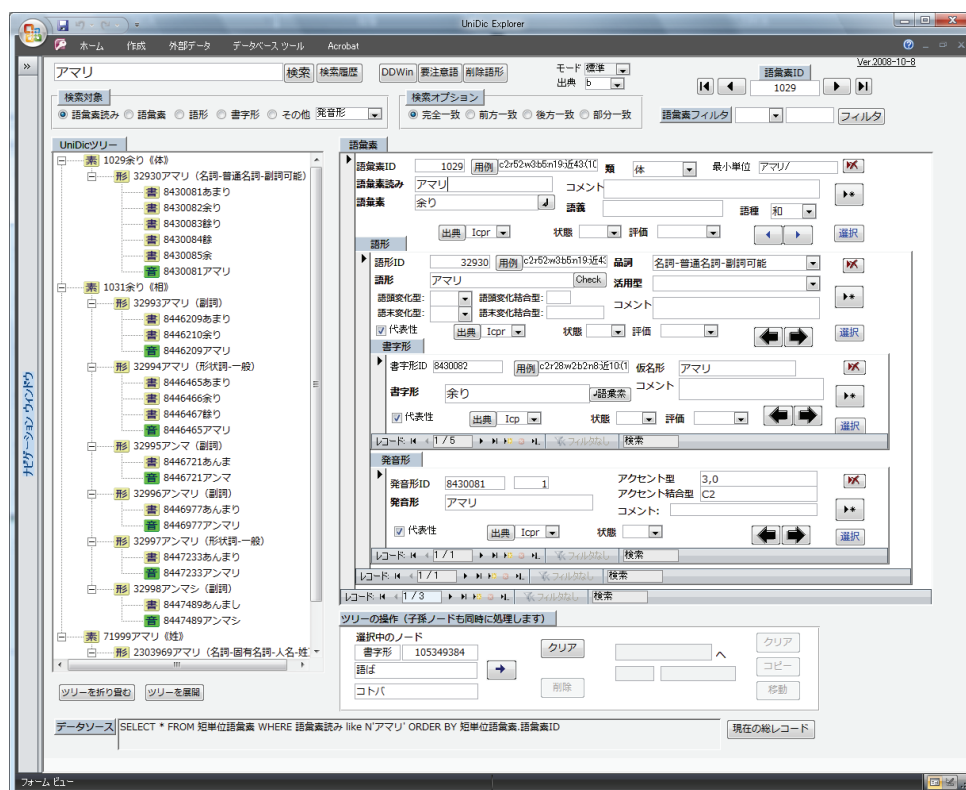 UniDic Explorer
ホーム 作成 外部データ データベース ツール Acrobat
Ver.2008-10-8
アマリ 検索 検索履歴 DDWin 要注意語 削除語形 モード 標準
出典 b
語彙素ID
1029
検索対象
語彙素読み 語彙素 語形 書字形 その他 発音形
検索オプション
完全一致 前方一致 後方一致 部分一致
語彙素フィルタ フィルタ
ナビゲーション ウィンドウ
UniDicツリー
素 1029余り《体》
形 32930アマリ（名詞-普通名詞-副詞可能）
書 8430081あまり
書 8430082余り
書 8430083餘り
書 8430084餘
書 8430085余
音 8430081アマリ
素 1031余り《相》
形 32993アマリ（副詞）
書 8446209あまり
書 8446210余り
音 8446209アマリ
形 32994アマリ（形状詞-一般）
書 8446465あまり
書 8446466余り
書 8446467餘り
音 8446465アマリ
形 32995アンマ（副詞）
書 8446721あんま
音 8446721アンマ
形 32996アンマリ（副詞）
書 8446977あんまり
音 8446977アンマリ
形 32997アンマリ（形状詞-一般）
書 8447233あんまり
音 8447233アンマリ
形 32998アンマシ（副詞）
書 8447489あんまし
音 8447489アンマシ
素 71999アマリ《姓》
形 2303969アマリ（名詞-固有名詞-人名-姓
ツリーを折り畳む ツリーを展開
語彙素
語彙素ID 1029 用例 c2r52w3b5n19:近43(1( 類 体 最小単位 アマリ/
語彙素読み アマリ コメント
語彙素 余り 語義 語種 和
出典 Icpr 状態 評価 選択
語形
語形ID 32930 用例 c2r52w3b5n19:近43 品詞 名詞-普通名詞-副詞可能
語形 アマリ Check 活用型
語頭変化型: 語頭変化結合型:
コメント
語末変化型: 語末変化結合型:
代表性 出典 Icpr 状態 評価 選択
書字形
書字形ID 8430082 用例 c2r28w2b2n8:近10:(1 仮名形 アマリ
書字形 余り 語彙素 コメント
代表性 出典 Icp 状態 評価 選択
レコード: 1 / 5 フィルタなし 検索
発音形
発音形ID 8430081 1 アクセント型 3,0
発音形 アマリ アクセント結合型 C2
コメント:
代表性 出典 Icpr 状態 選択
レコード: 1 / 1 フィルタなし 検索
レコード: 1 / 1 フィルタなし 検索
レコード: 1 / 3 フィルタなし 検索
ツリーの操作（子孫ノードも同時に処理します）
選択中のノード
書字形 105349384 クリア へ クリア
語ば コピー
コトバ 削除 移動
データソース SELECT * FROM 短単位語彙素 WHERE 語彙素読み like N'アマリ' ORDER BY 短単位語彙素.語彙素ID 現在の総レコード
フォーム ビュー